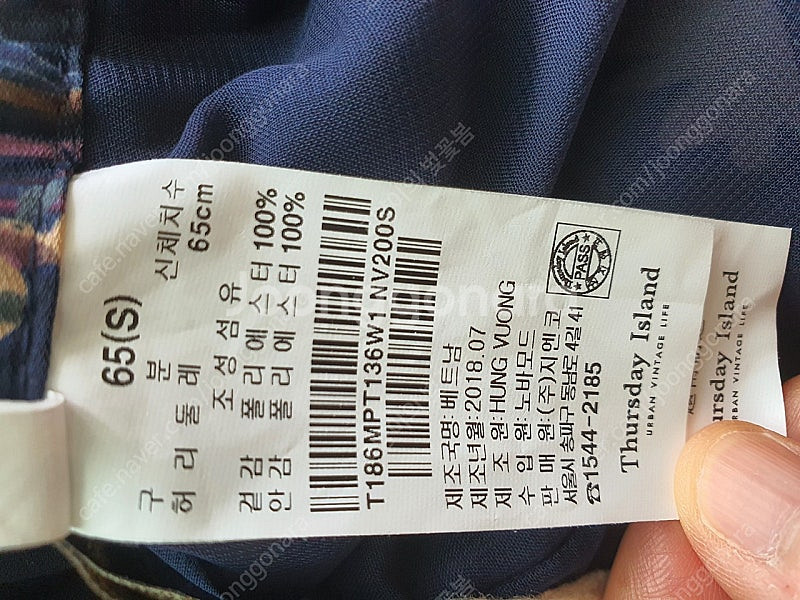 65(S)
구 분 신체치수
허리 둘레 65cm
조성섬유
겉감 폴리에스터 100%
안감 폴리에스터 100%
T186MPT136W1 NV200S
제조국명:베트남
제조년월:2018.07
제 조 원:HUNG VUONG
수 입 원:노바모드
판 매 원:(주)지엔코
서울시 송파구 동남로4길 41
☎1544-2185
Thursday Island
PASS
Thursday Island
URBAN VINTAGE LIFE
ursday Island
RBAN VINTAGE LIFE
joonggonara